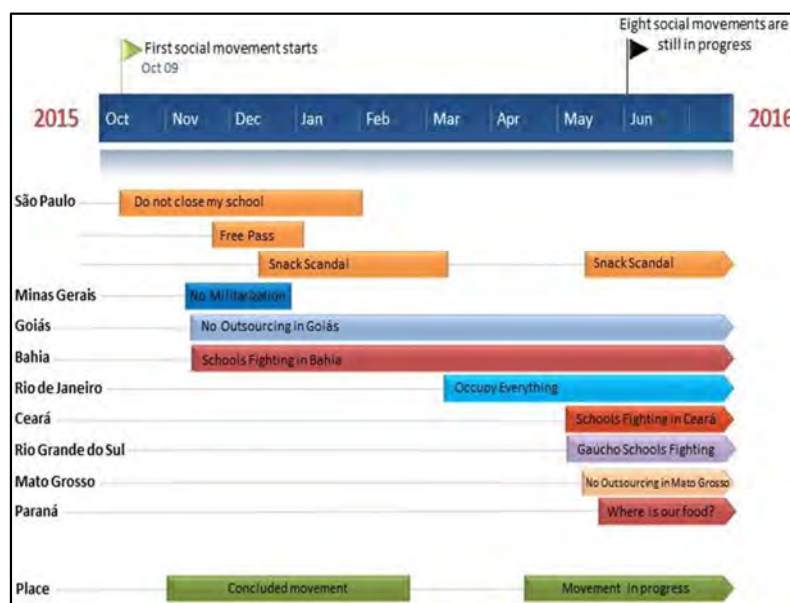 First social movement starts
Oct 09
Eight social movements are
still in progress
2015
Oct
Nov
Dec
Jan
Feb
Mar
Apr
May
Jun
2016
São Paulo
Do not close my school
Free Pass
Snack Scandal
Snack Scandal
Minas Gerais
No Militarization
Goiás
No Outsourcing in Goiás
Bahia
Schools Fighting in Bahia
Rio de Janeiro
Occupy Everything
Ceará
Schools Fighting in Ceará
Rio Grande do Sul
Gaucho Schools Fighting
Mato Grosso
No Outsourcing in Mato Grosso
Paraná
Where is our food?
Place
Concluded movement
Movement in progress